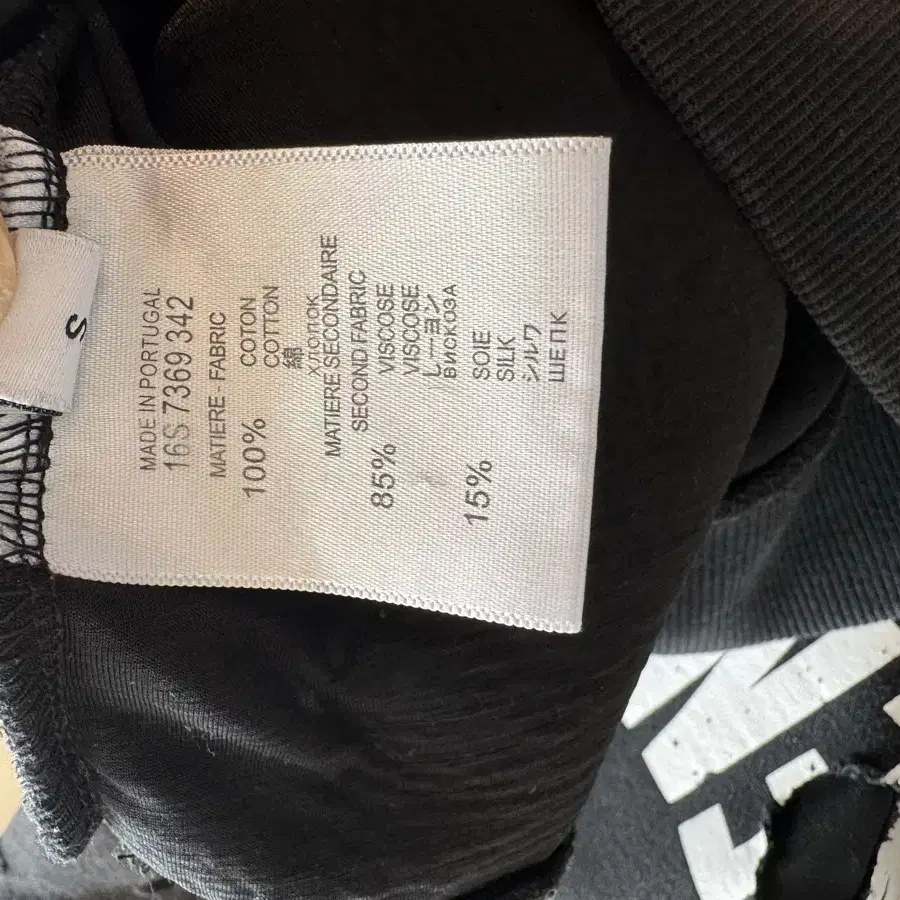 S
MADE IN PORTUGAL
16S 7369 342
MATIERE - FABRIC
100% COTON
COTTON
綿
ХЛОПОК
MATIERE SECONDAIRE
SECOND FABRIC
85% VISCOSE
VISCOSE
レーヨン
ВИСКОЗА
15% SOIE
SILK
シルク
ШЕПК